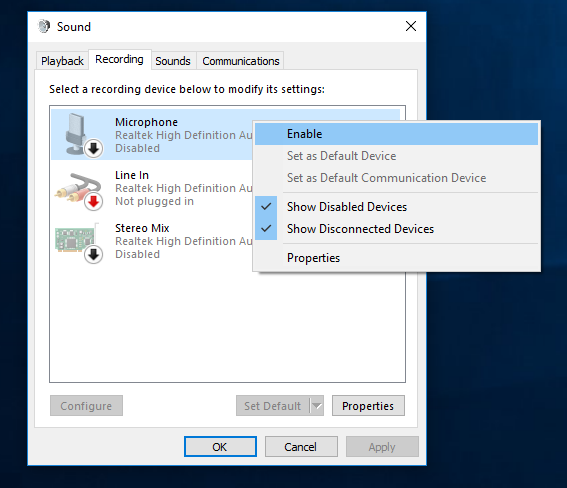 Sound
Playback Recording Sounds Communications
Select a recording device below to modify its settings:
Microphone
Realtek High Definition Au
Disabled
Line In
Realtek High Definition Au
Not plugged in
Stereo Mix
Realtek High Definition Au
Disabled
Enable
Set as Default Device
Set as Default Communication Device
Show Disabled Devices
Show Disconnected Devices
Properties
Configure Set Default Properties
OK Cancel Apply